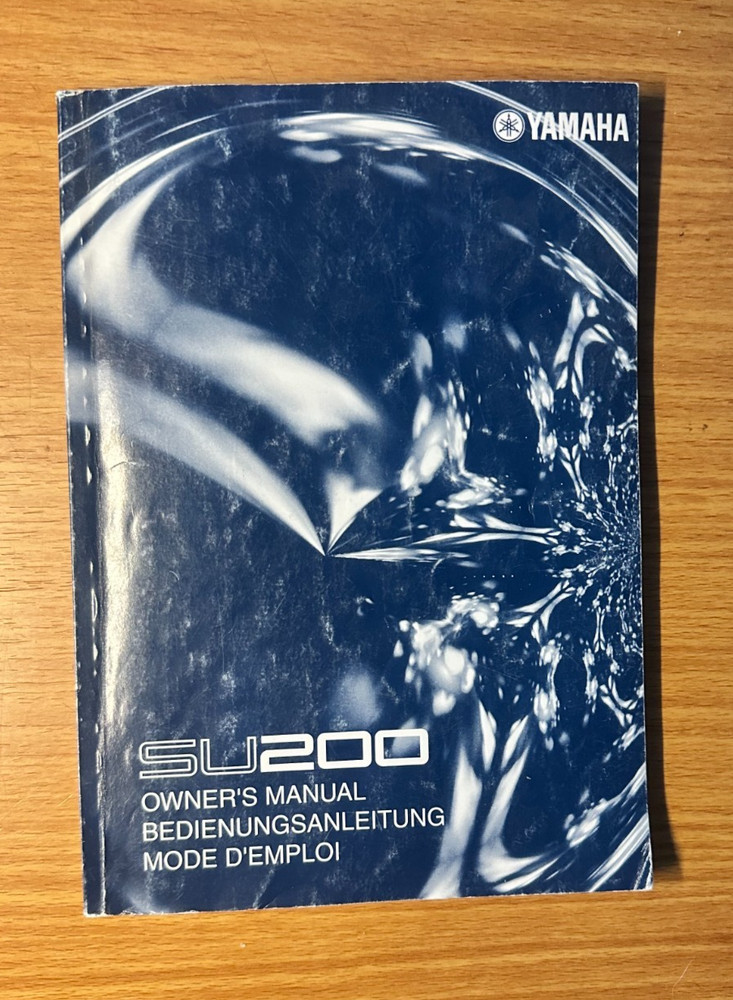 YAMAHA
SU200
OWNER'S MANUAL
BEDIENUNGSANLEITUNG
MODE D'EMPLOI